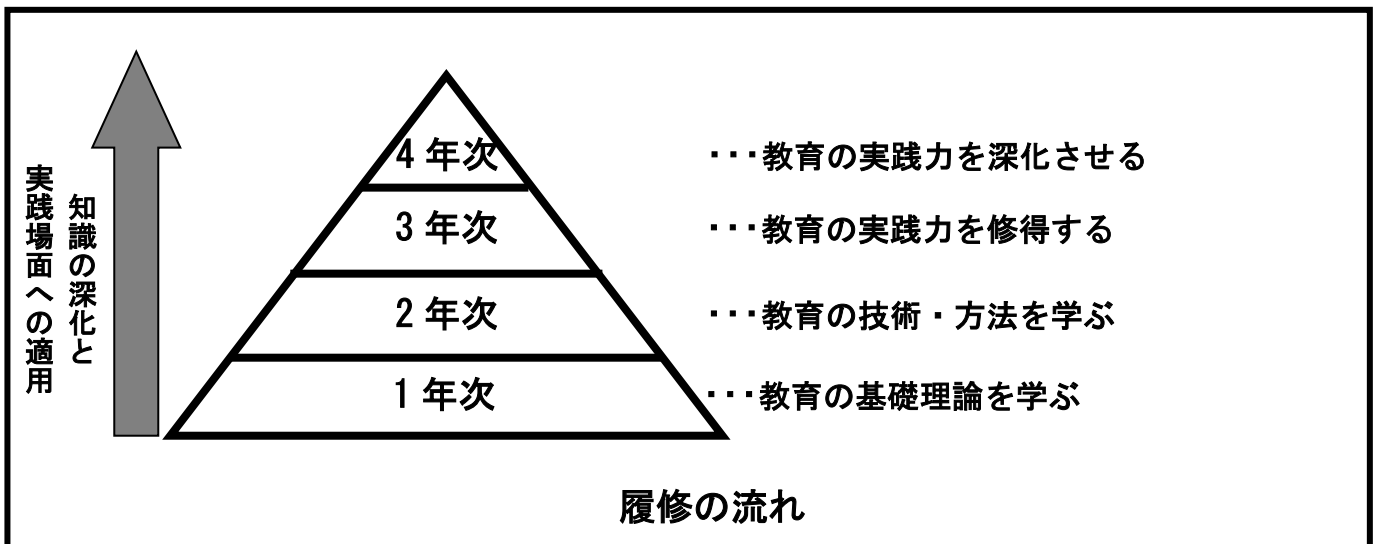 知識の深化と
実践場面への適用
4年次
・・・教育の実践力を深化させる
3年次
・・・教育の実践力を修得する
2年次
・・・教育の技術・方法を学ぶ
1年次
・・・教育の基礎理論を学ぶ
履修の流れ